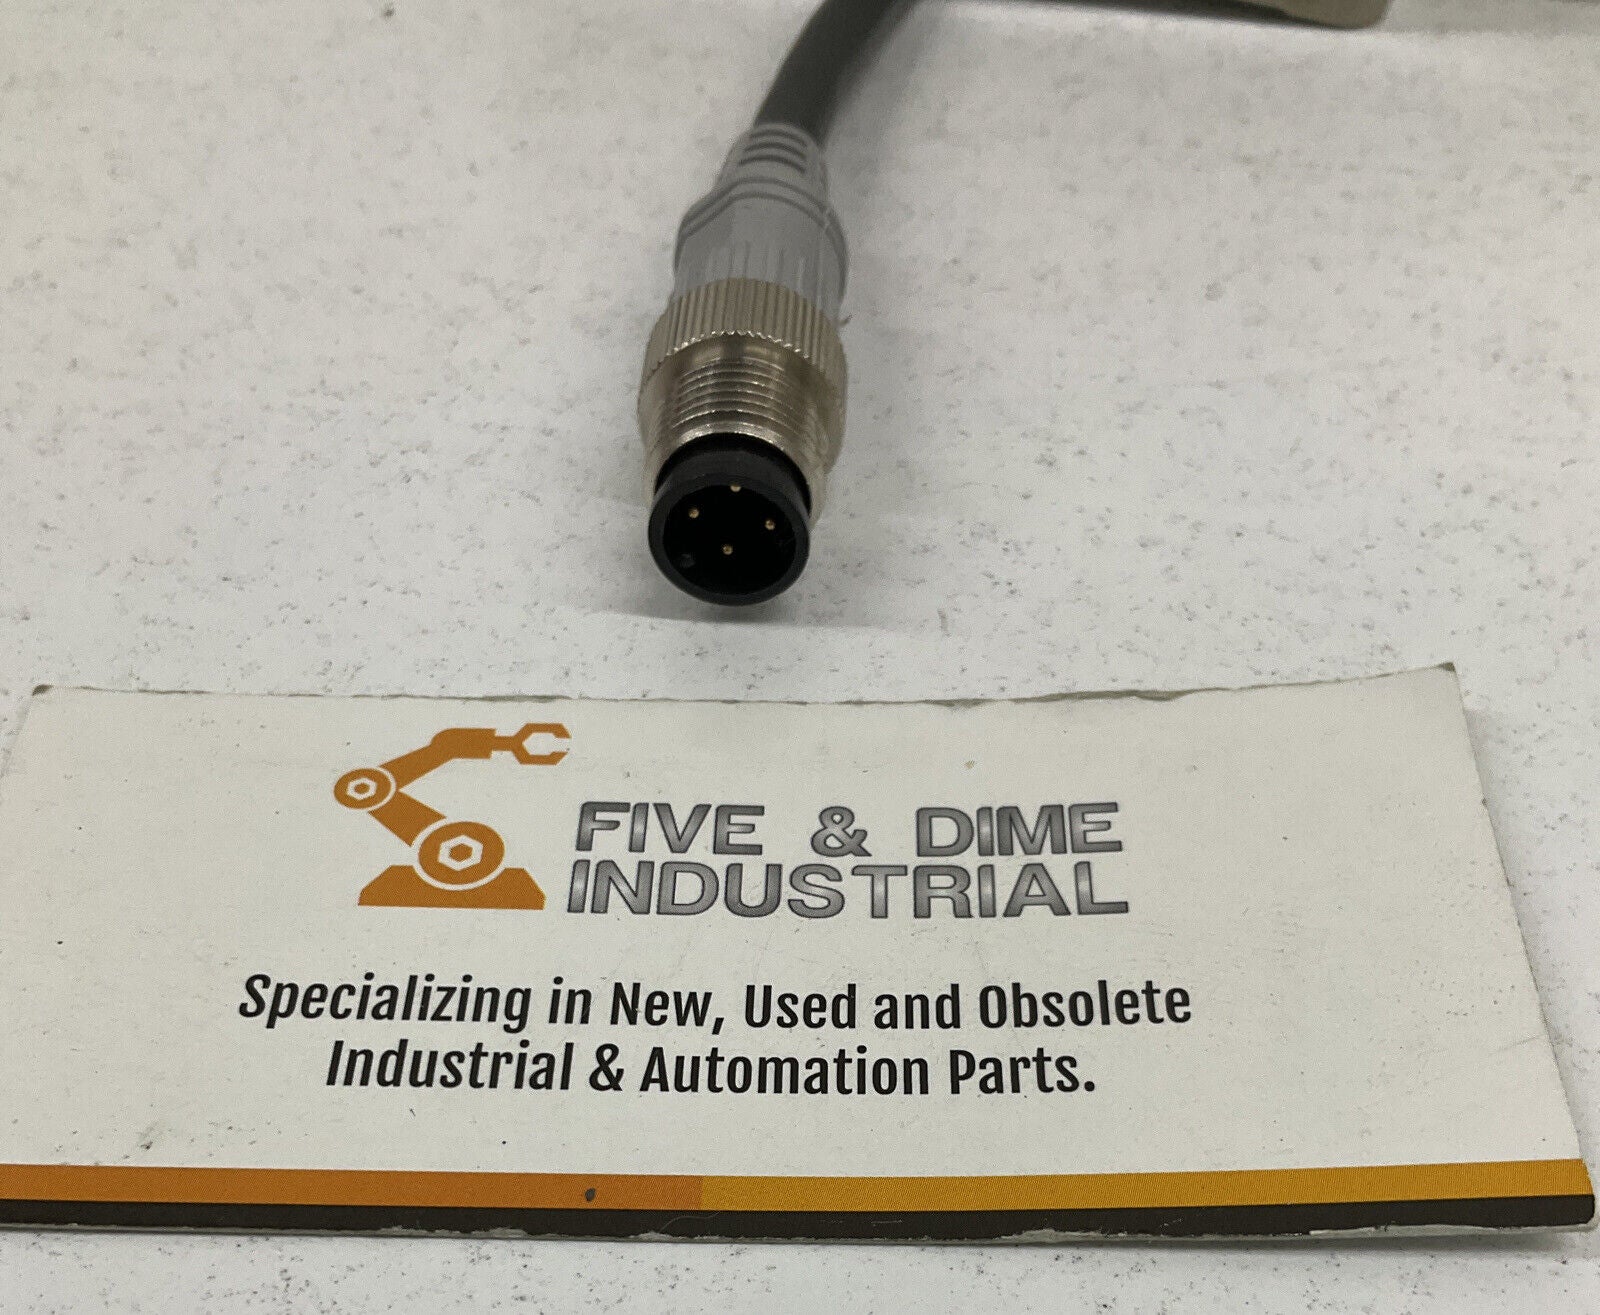 FIVE & DIME
INDUSTRIAL
Specializing in New, Used and Obsolete
Industrial & Automation Parts.